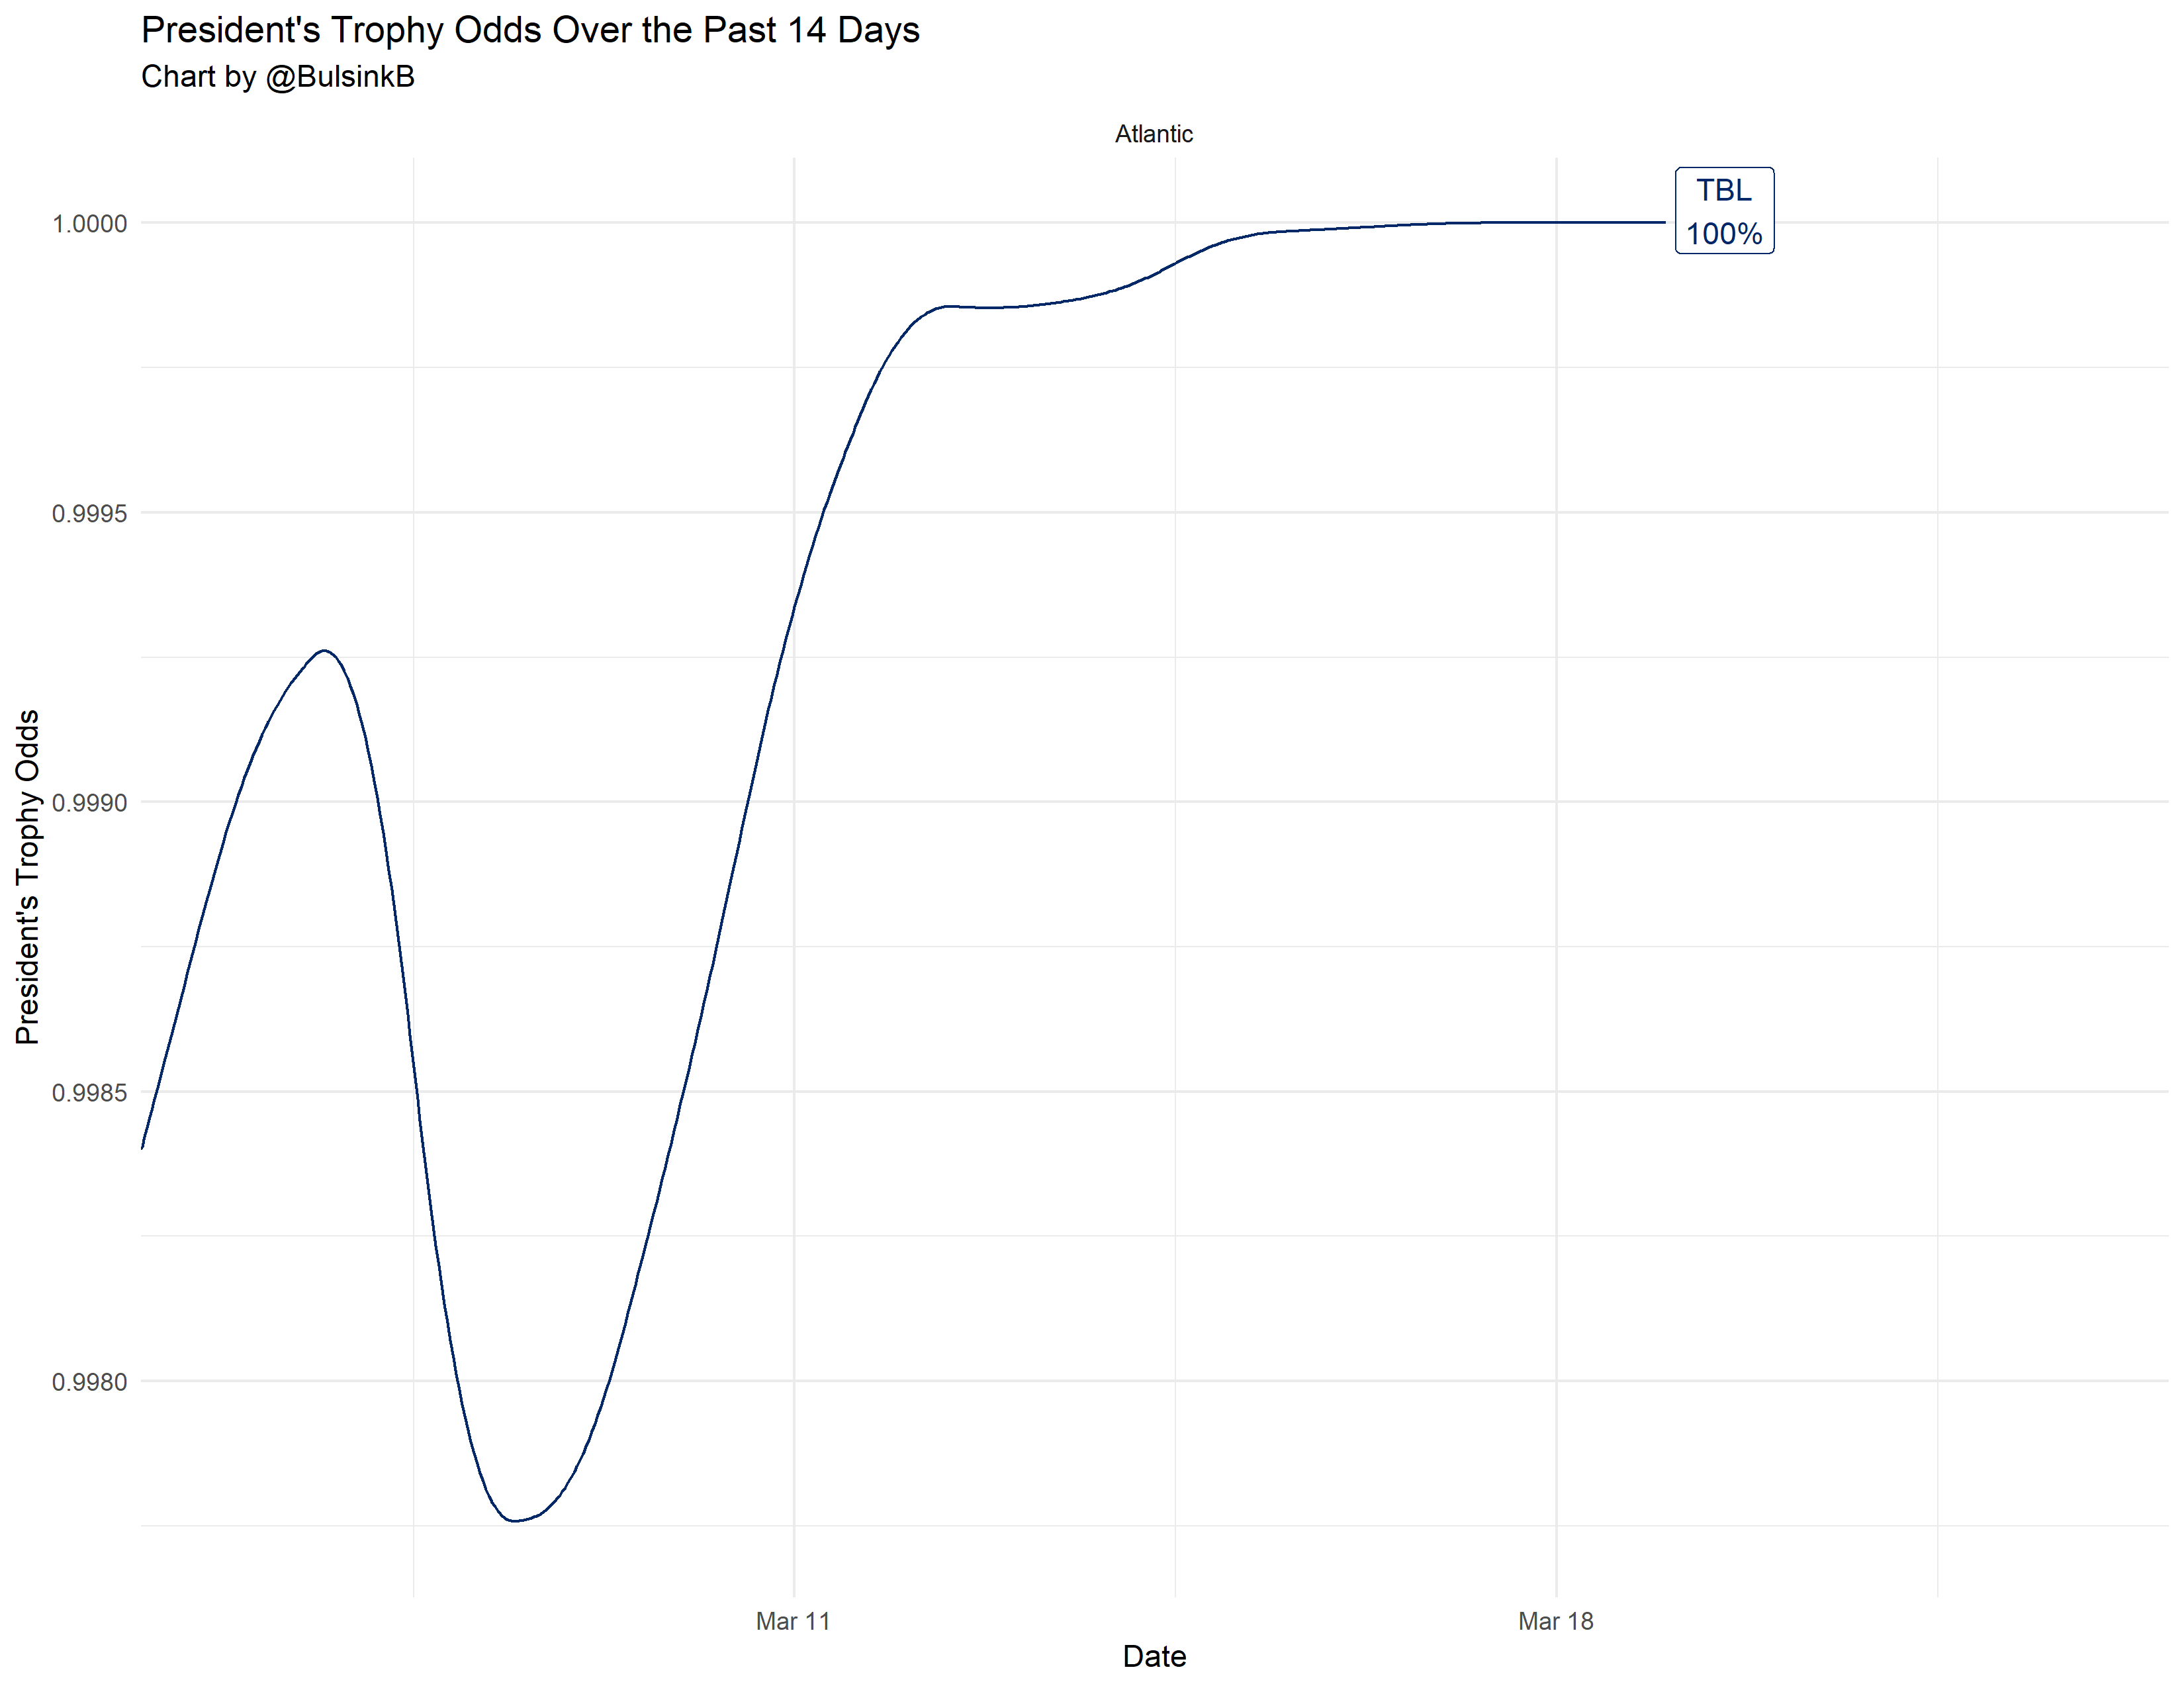 President's Trophy Odds Over the Past 14 Days
Chart by @BulsinkB
Atlantic
TBL
100%
1.0000
0.9995
0.9990
0.9985
0.9980
President's Trophy Odds
Mar 11
Mar 18
Date